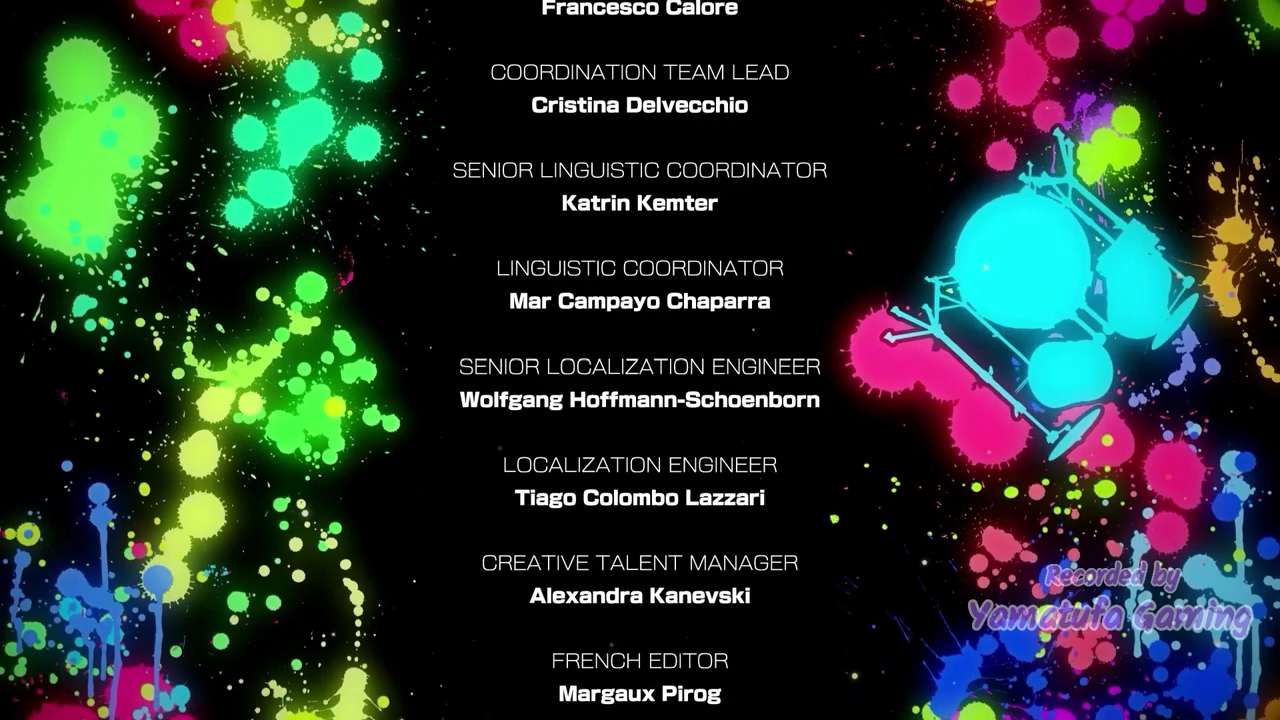 Francesco Calore
COORDINATION TEAM LEAD
Cristina Delvecchio
SENIOR LINGUISTIC COORDINATOR
Katrin Kemter
LINGUISTIC COORDINATOR
Mar Campayo Chaparra
SENIOR LOCALIZATION ENGINEER
Wolfgang Hoffmann-Schoenborn
LOCALIZATION ENGINEER
Tiago Colombo Lazzari
CREATIVE TALENT MANAGER
Alexandra Kanevski
FRENCH EDITOR
Margaux Pirog
Recorded by
Yamatufa Gaming